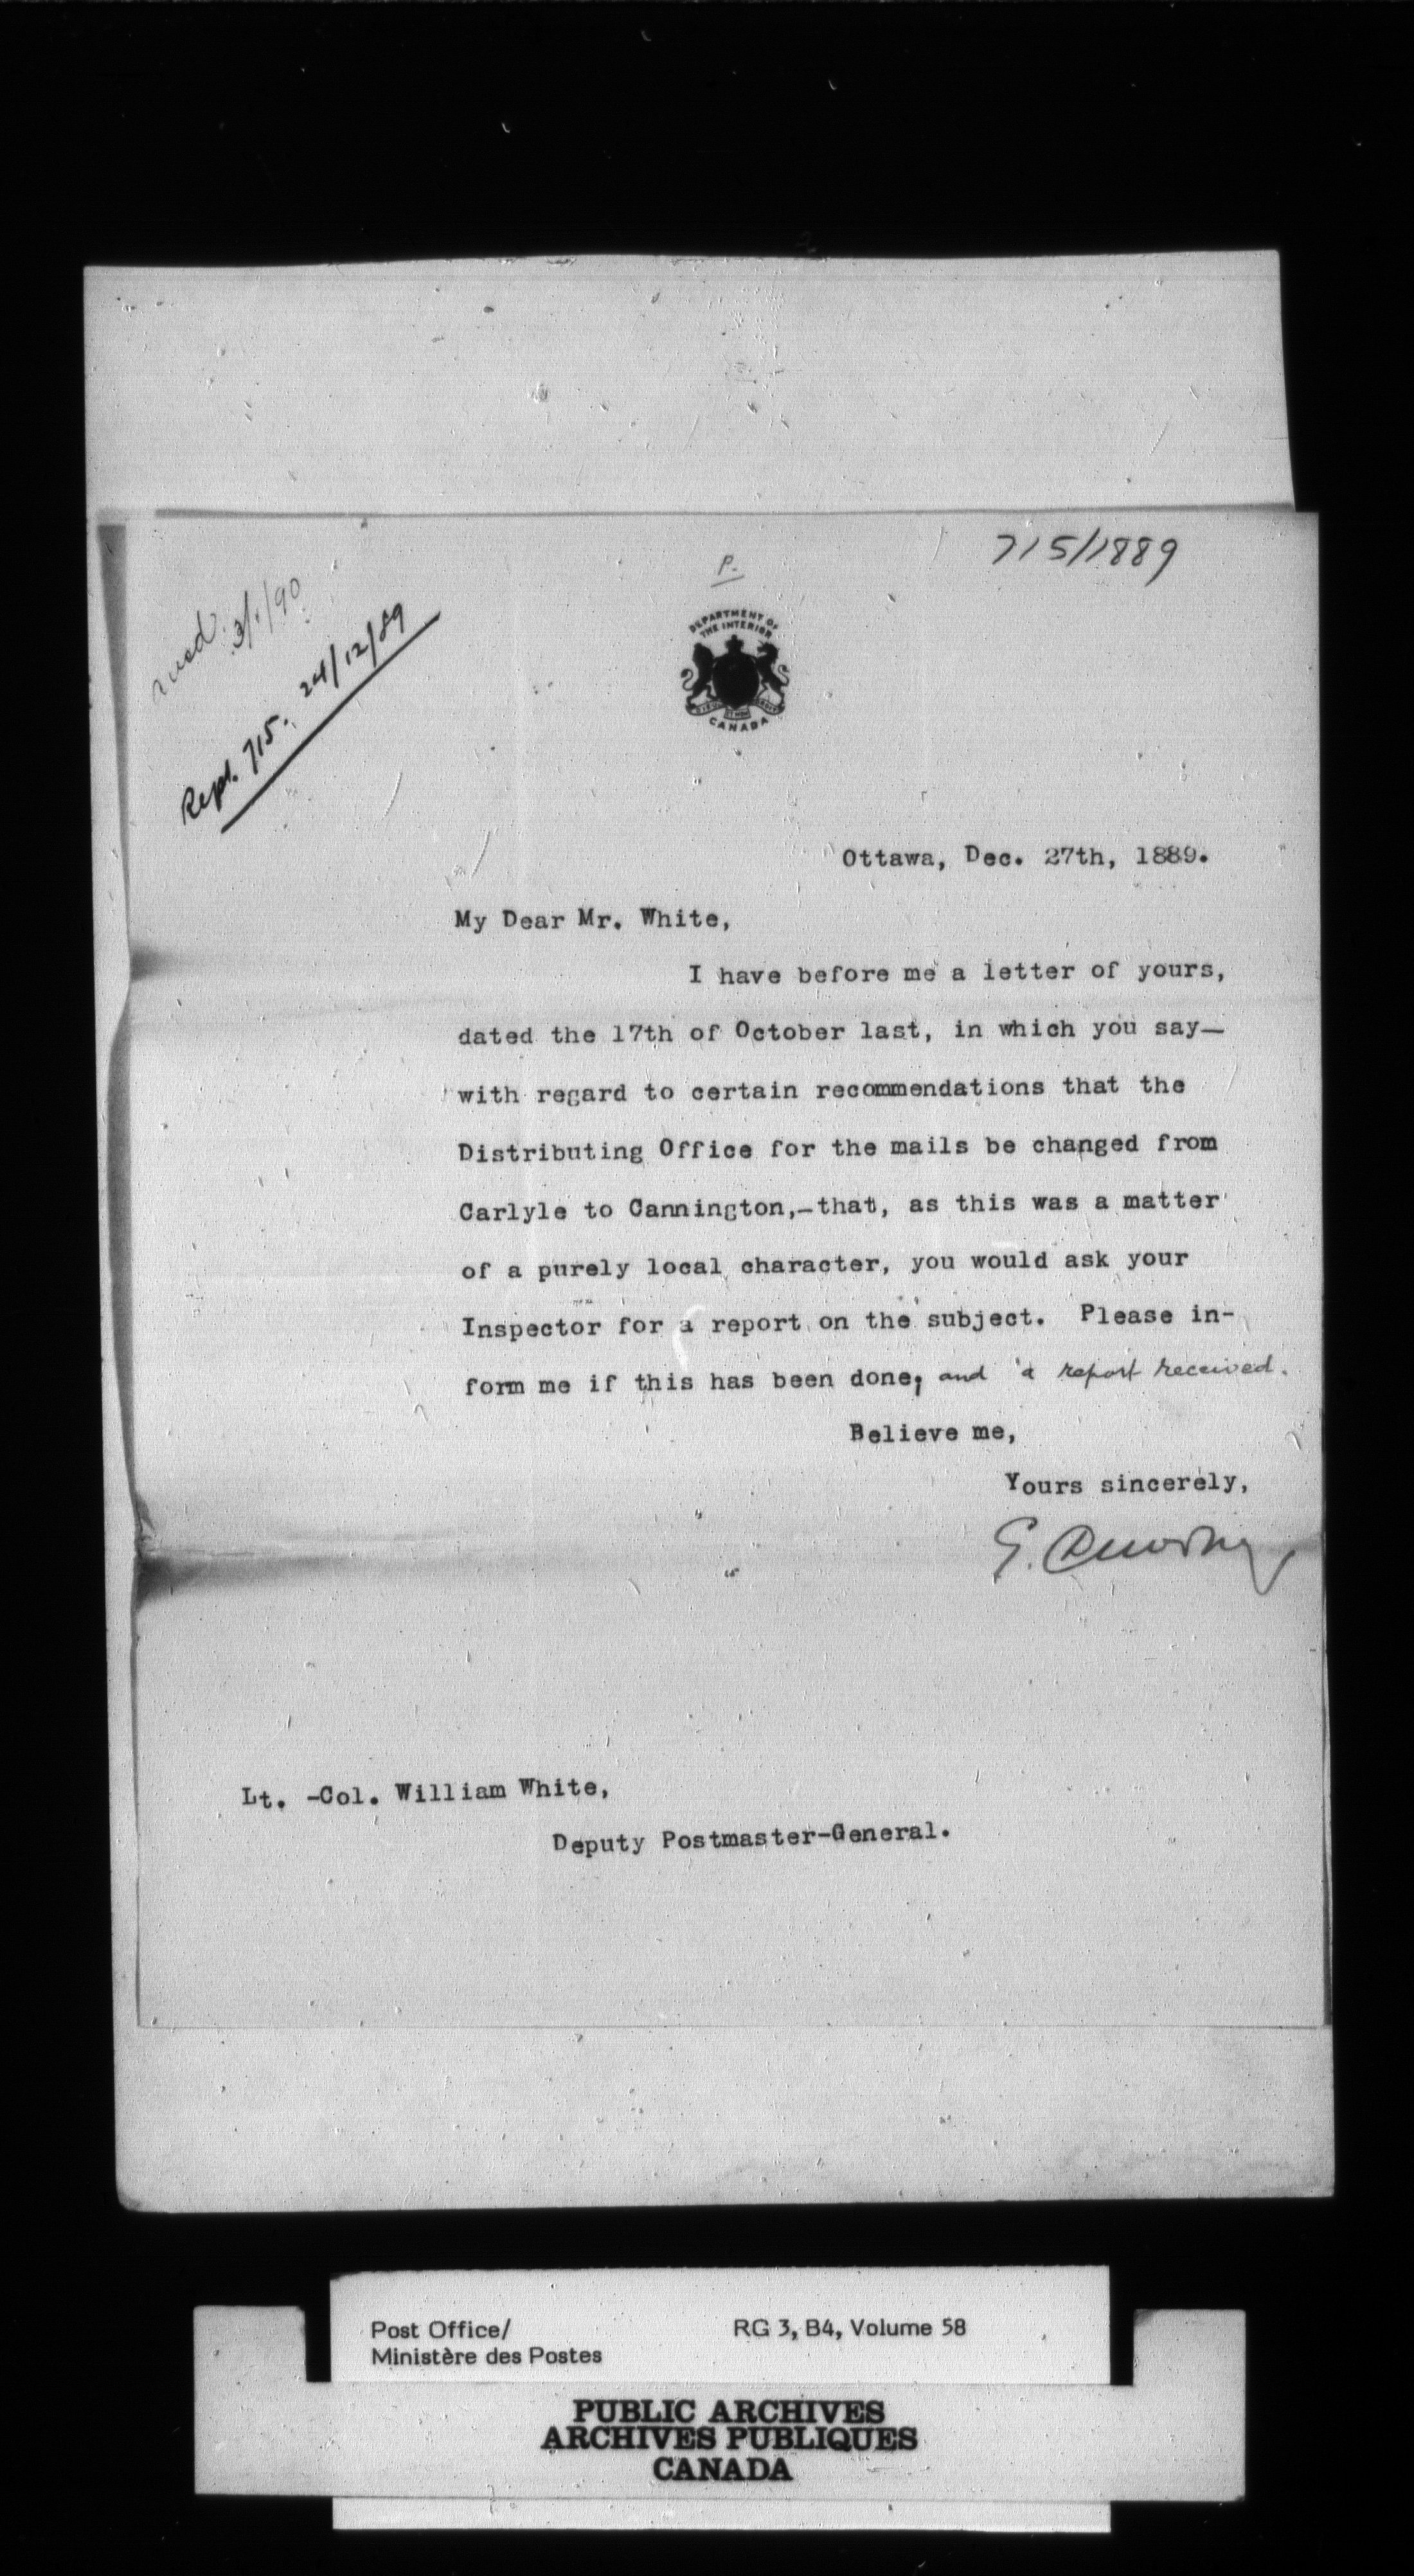 715/1889
P.
3/1/90
Rept. 715. 24/12/89
DEPARTMENT OF
THE INTERIOR
CANADA
Ottawa, Dec. 27th, 1889.
My Dear Mr. White,
I have before me a letter of yours,
dated the 17th of October last, in which you say—
with regard to certain recommendations that the
Distributing Office for the mails be changed from
Carlyle to Cannington,—that, as this was a matter
of a purely local character, you would ask your
Inspector for a report on the subject. Please in-
form me if this has been done, and a report received.
Believe me,
Yours sincerely,
E. Dewdney
Lt. -Col. William White,
Deputy Postmaster-General.
Post Office/
Ministère des Postes
RG 3, B4, Volume 58
PUBLIC ARCHIVES
ARCHIVES PUBLIQUES
CANADA